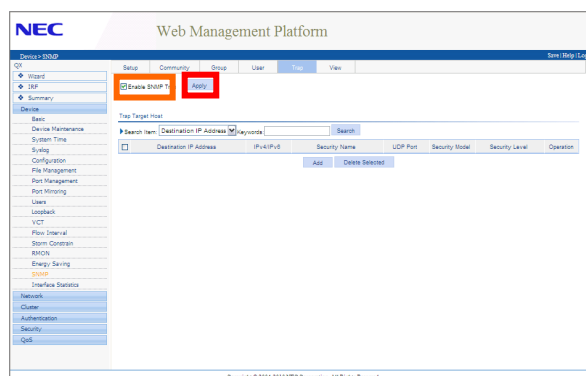 NEC Web Management Platform
Device > SNMP Save | Help | Lo
QX
Wizard
IRF
Summary
Device
Basic
Device Maintenance
System Time
Syslog
Configuration
File Management
Port Management
Port Mirroring
Users
Loopback
VCT
Flow Interval
Storm Constrain
RMON
Energy Saving
SNMP
Interface Statistics
Network
Cluster
Authentication
Security
QoS
Setup Community Group User Trap View
Enable SNMP Apply
Trap Target Host
Search Item: Destination IP Address Keywords: Search
Destination IP Address IPv4/IPv6 Security Name UDP Port Security Model Security Level Operation
Add Delete Selected